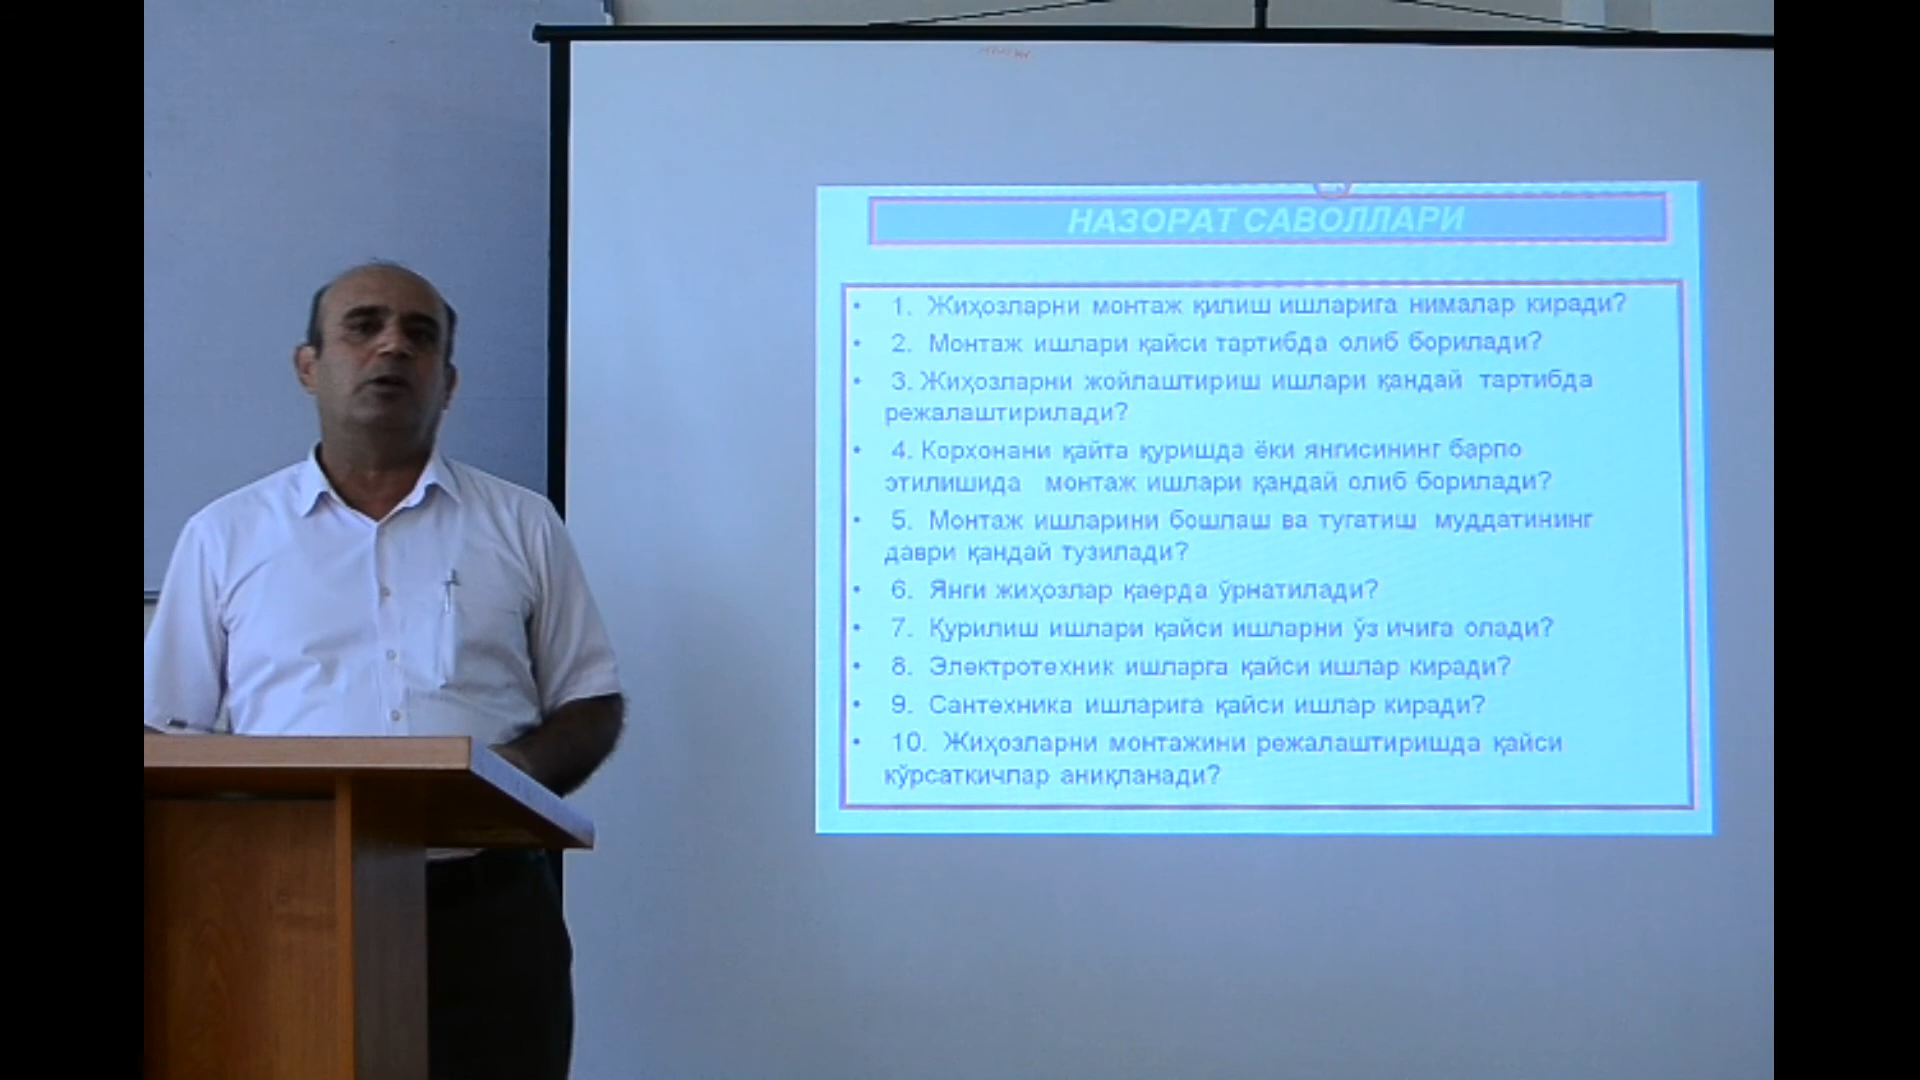 НАЗОРАТ САВОЛЛАРИ
• 1. Жиҳозларни монтаж қилиш ишларига нималар киради?
• 2. Монтаж ишлари қайси тартибда олиб борилади?
• 3. Жиҳозларни жойлаштириш ишлари қандай тартибда
режалаштирилади?
• 4. Корхонани қайта қуришда ёки янгисининг барпо
этилишида монтаж ишлари қандай олиб борилади?
• 5. Монтаж ишларини бошлаш ва тугатиш муддатининг
даври қандай тузилади?
• 6. Янги жиҳозлар қаерда ўрнатилади?
• 7. Қурилиш ишлари қайси ишларни ўз ичига олади?
• 8. Электротехник ишларга қайси ишлар киради?
• 9. Сантехника ишларига қайси ишлар киради?
• 10. Жиҳозларни монтажини режалаштиришда қайси
кўрсаткичлар аниқланади?